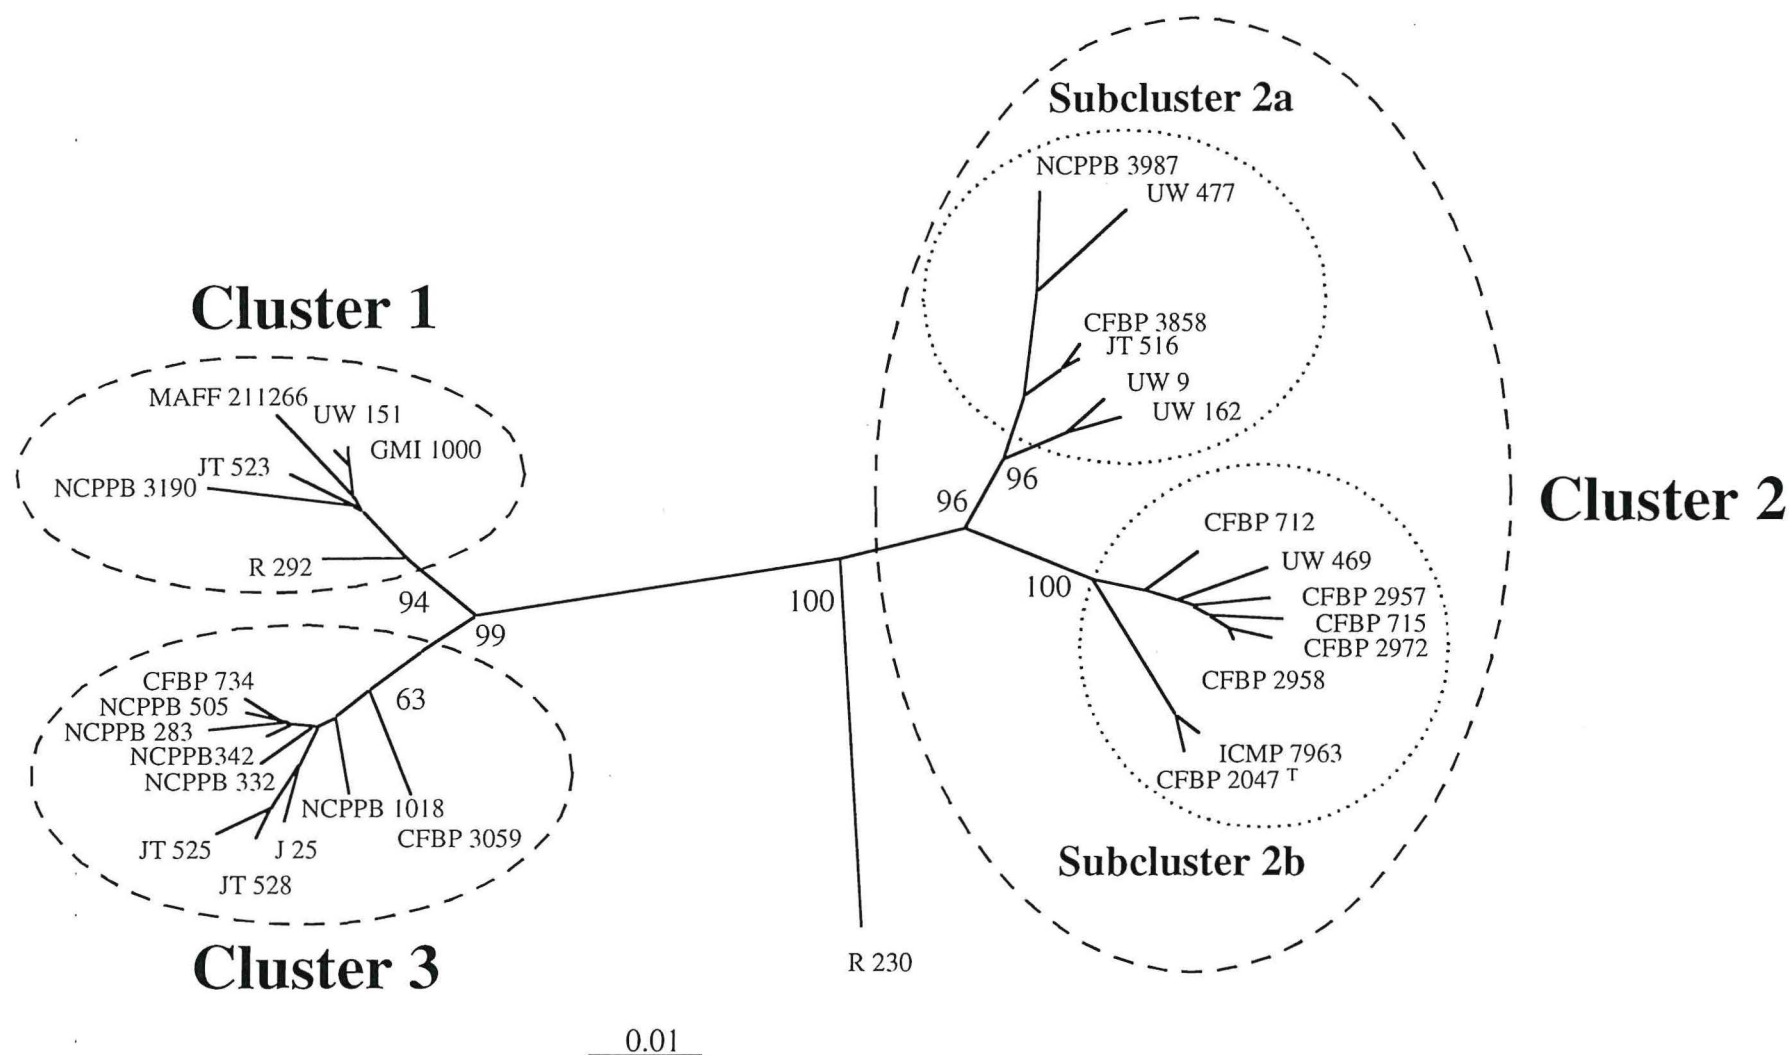 Subcluster 2a
NCPPB 3987
UW 477
CFBP 3858
JT 516
UW 9
UW 162
96
96
Cluster 1
MAFF 211266
UW 151
GMI 1000
JT 523
NCPPB 3190
R 292
94
99
100
100
Cluster 2
CFBP 712
UW 469
CFBP 2957
CFBP 715
CFBP 2972
CFBP 2958
ICMP 7963
CFBP 2047 T
Subcluster 2b
63
CFBP 734
NCPPB 505
NCPPB 283
NCPPB342
NCPPB 332
NCPPB 1018
CFBP 3059
JT 525
J 25
JT 528
Cluster 3
R 230
0.01